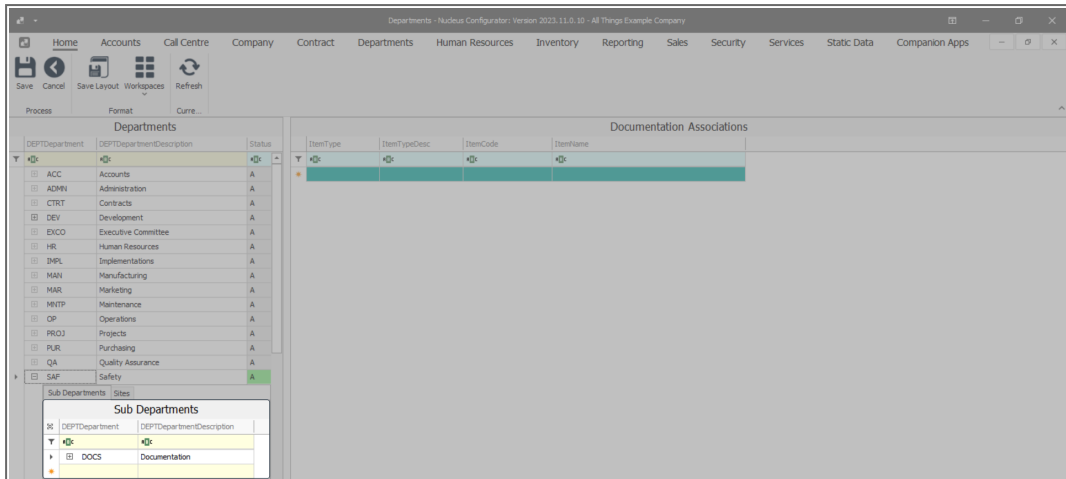 Departments - Nucleus Configurator: Version 2023.11.0.10 - All Things Example Company
Home Accounts Call Centre Company Contract Departments Human Resources Inventory Reporting Sales Security Services Static Data Companion Apps
Save Cancel Save Layout Workspaces Refresh
Process Format Curre...
Departments
DEPTDepartment DEPTDepartmentDescription Status
ACC Accounts A
ADMN Administration A
CTRT Contracts A
DEV Development A
EXCO Executive Committee A
HR Human Resources A
IMPL Implementations A
MAN Manufacturing A
MAR Marketing A
MNTP Maintenance A
OP Operations A
PROJ Projects A
PUR Purchasing A
QA Quality Assurance A
SAF Safety A
Sub Departments Sites
Sub Departments
DEPTDepartment DEPTDepartmentDescription
DOCS Documentation
Documentation Associations
ItemType ItemTypeDesc ItemCode ItemName